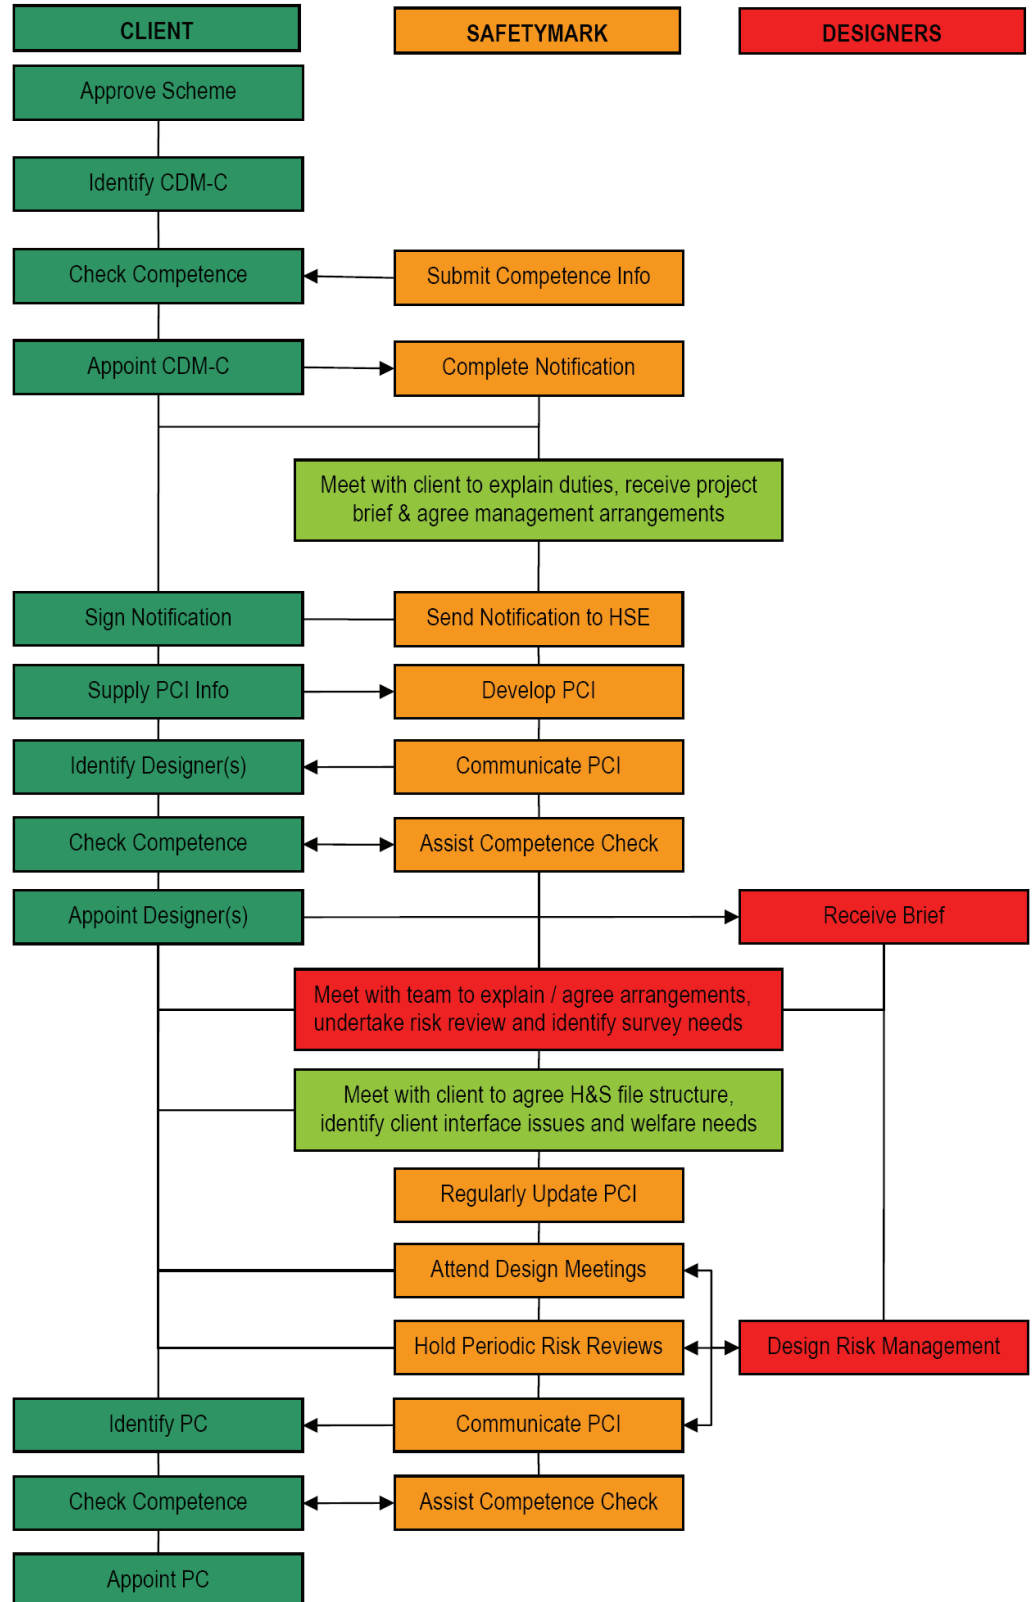 CLIENT
SAFETYMARK
DESIGNERS
Approve Scheme
Identify CDM-C
Check Competence
Submit Competence Info
Appoint CDM-C
Complete Notification
Meet with client to explain duties, receive project
brief & agree management arrangements
Sign Notification
Send Notification to HSE
Supply PCI Info
Develop PCI
Identify Designer(s)
Communicate PCI
Check Competence
Assist Competence Check
Appoint Designer(s)
Receive Brief
Meet with team to explain / agree arrangements,
undertake risk review and identify survey needs
Meet with client to agree H&S file structure,
identify client interface issues and welfare needs
Regularly Update PCI
Attend Design Meetings
Hold Periodic Risk Reviews
Design Risk Management
Identify PC
Communicate PCI
Check Competence
Assist Competence Check
Appoint PC